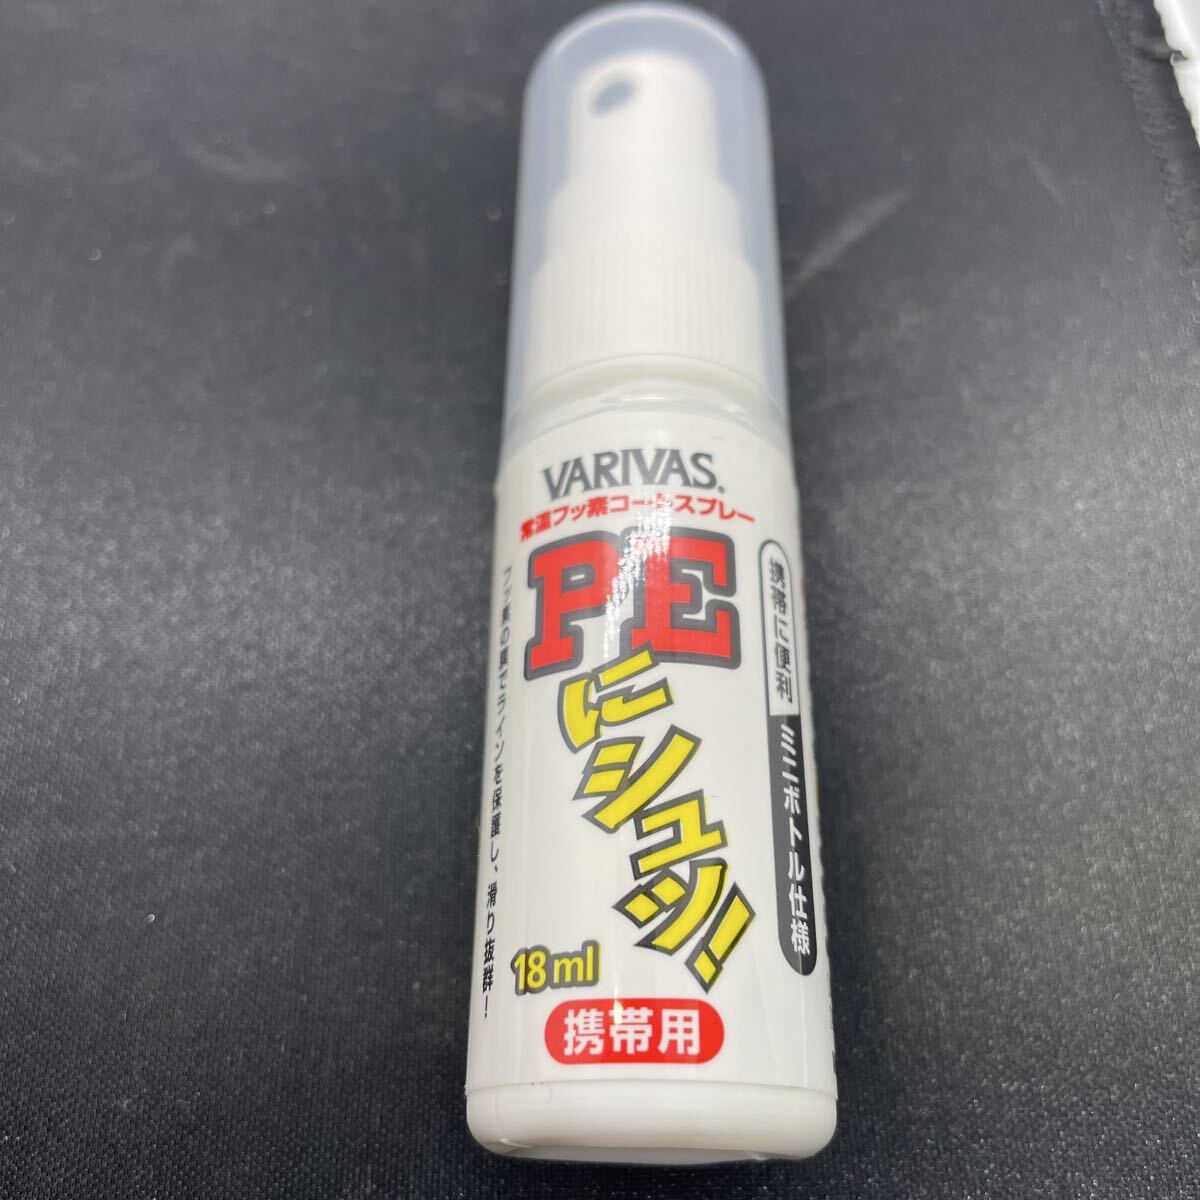 VARIVAS.
常温フッ素コートスプレー
PE
にシュッ!
携帯に便利 ミニボトル仕様
フッ素の膜でラインを保護し、滑り抜群!
18ml
携帯用